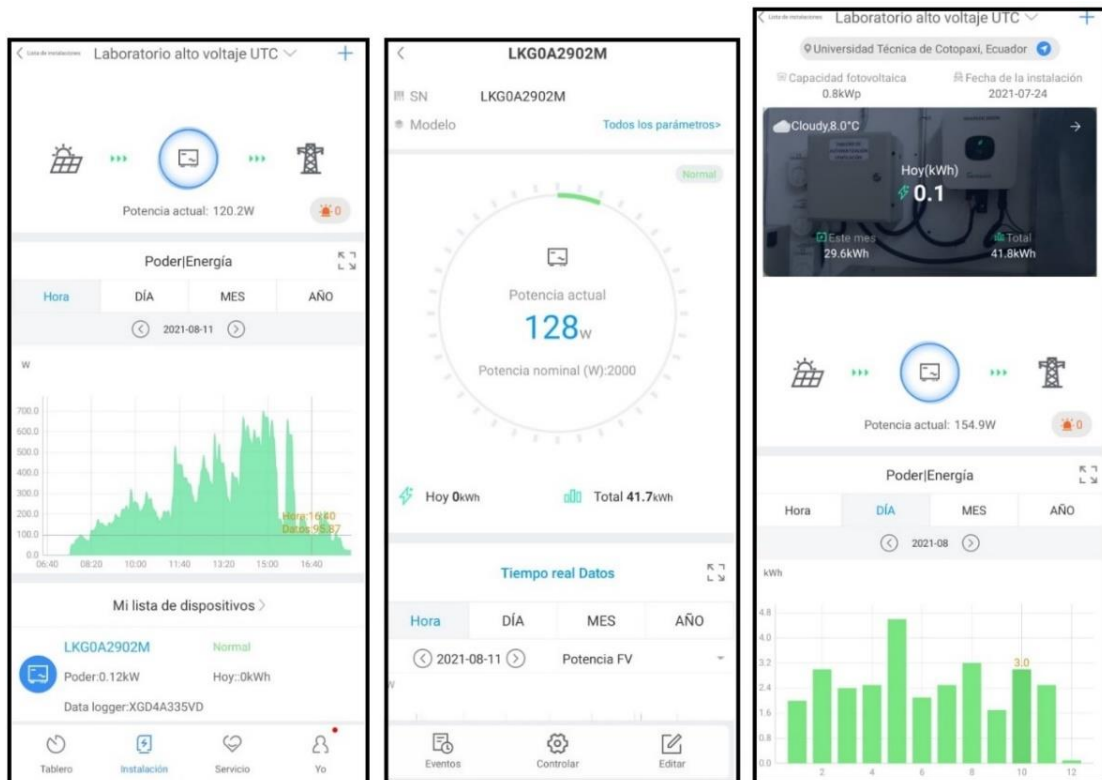 Lista de instalaciones
Laboratorio alto voltaje UTC
Potencia actual: 120.2W
0
Poder|Energía
Hora DÍA MES AÑO
2021-08-11
W
700.0
600.0
500.0
400.0
300.0
200.0
100.0
0.0
Hora:16:40
Datos:95.87
06:40 08:20 10:00 11:40 13:20 15:00 16:40
Mi lista de dispositivos
LKG0A2902M Normal
Poder:0.12kW Hoy::0kWh
Data logger:XGD4A335VD
Tablero Instalación Servicio Yo
LKG0A2902M
SN LKG0A2902M
Modelo Todos los parámetros>
Normal
Potencia actual
128W
Potencia nominal (W):2000
Hoy 0kWh Total 41.7kWh
Tiempo real Datos
Hora DÍA MES AÑO
2021-08-11 Potencia FV
W
Eventos Controlar Editar
Lista de instalaciones
Laboratorio alto voltaje UTC
Universidad Técnica de Cotopaxi, Ecuador
Capacidad fotovoltaica Fecha de la instalación
0.8kWp 2021-07-24
Cloudy,8.0°C
Hoy(kWh)
0.1
Este mes Total
29.6kWh 41.8kWh
Potencia actual: 154.9W
0
Poder|Energía
Hora DÍA MES AÑO
2021-08
kWh
4.8
4.0
3.2
2.4
1.6
0.8
0.0
3.0
2 4 6 8 10 12